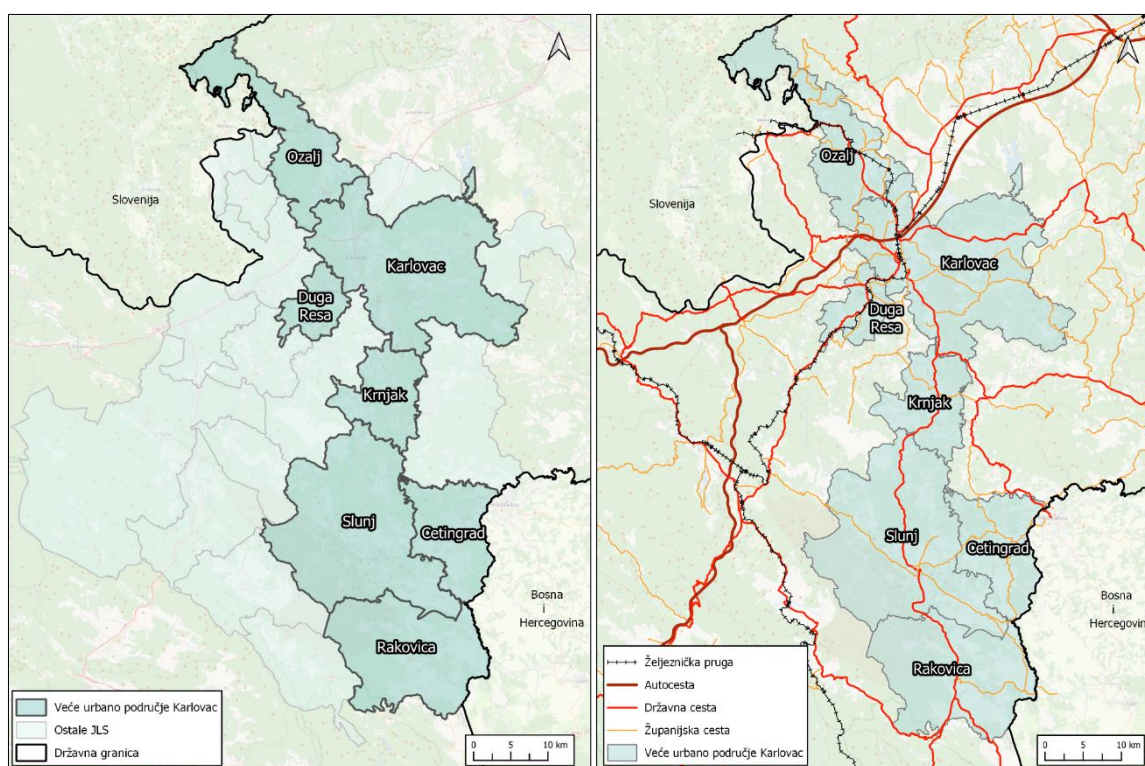 Ozalj
Slovenija
Karlovac
Duga
Resa
Krnjak
Slunj
Cetingrad
Bosna
i
Hercegovina
Rakovica
Veće urbano područje Karlovac
Ostale JLS
Državna granica
0 5 10 km
Ozalj
Slovenija
Karlovac
Duga
Resa
Krnjak
Slunj
Cetingrad
Bosna
i
Hercegovina
Rakovica
Željeznička pruga
Autocesta
Državna cesta
Županijska cesta
Veće urbano područje Karlovac
0 5 10 km